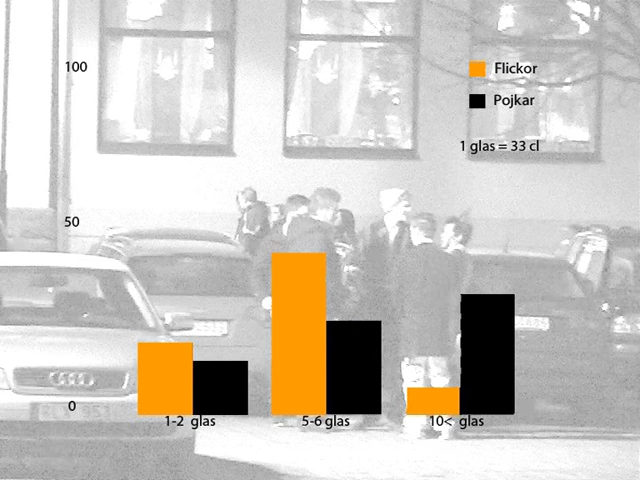 100
Flickor
Pojkar
1 glas = 33 cl
50
0
1-2 glas
5-6 glas
10< glas